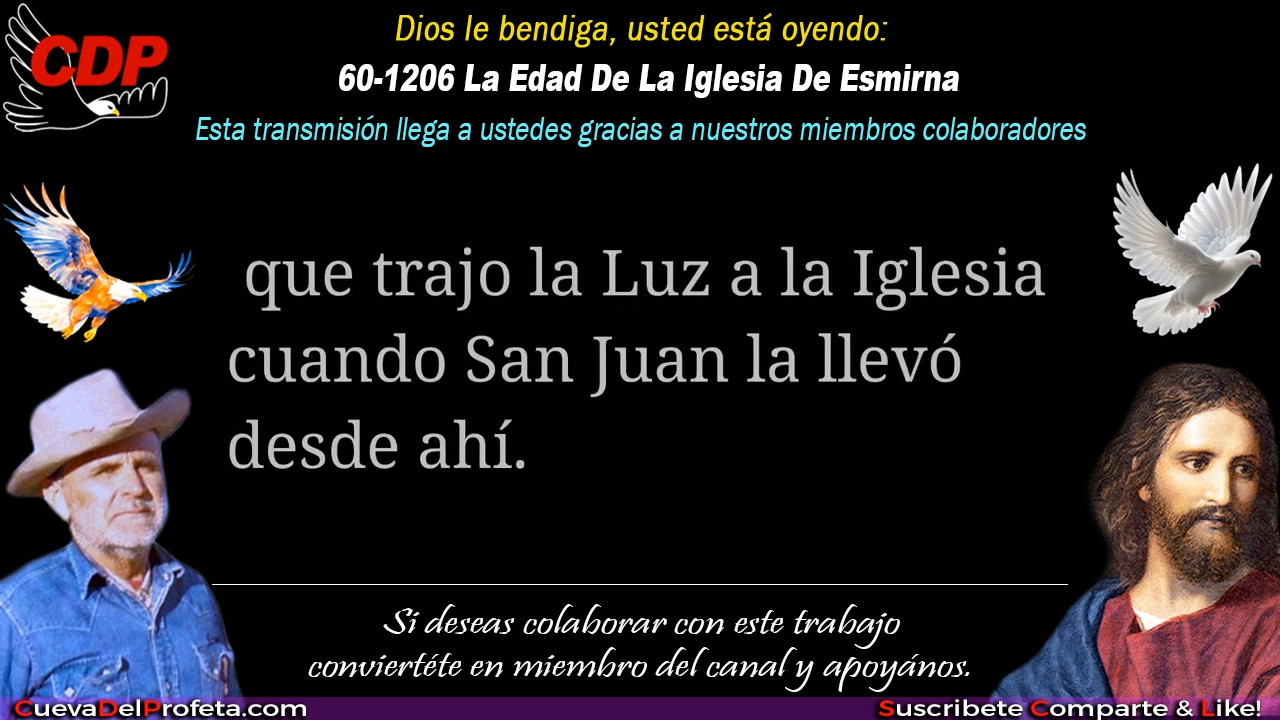 CDP
Dios le bendiga, usted está oyendo:
60-1206 La Edad De La Iglesia De Esmirna
Esta transmisión llega a ustedes gracias a nuestros miembros colaboradores
que trajo la Luz a la Iglesia
cuando San Juan la llevó
desde ahí.
Si deseas colaborar con este trabajo
conviertéte en miembro del canal y apoyános.
CuevaDelProfeta.com
Suscribete Comparte & Like!